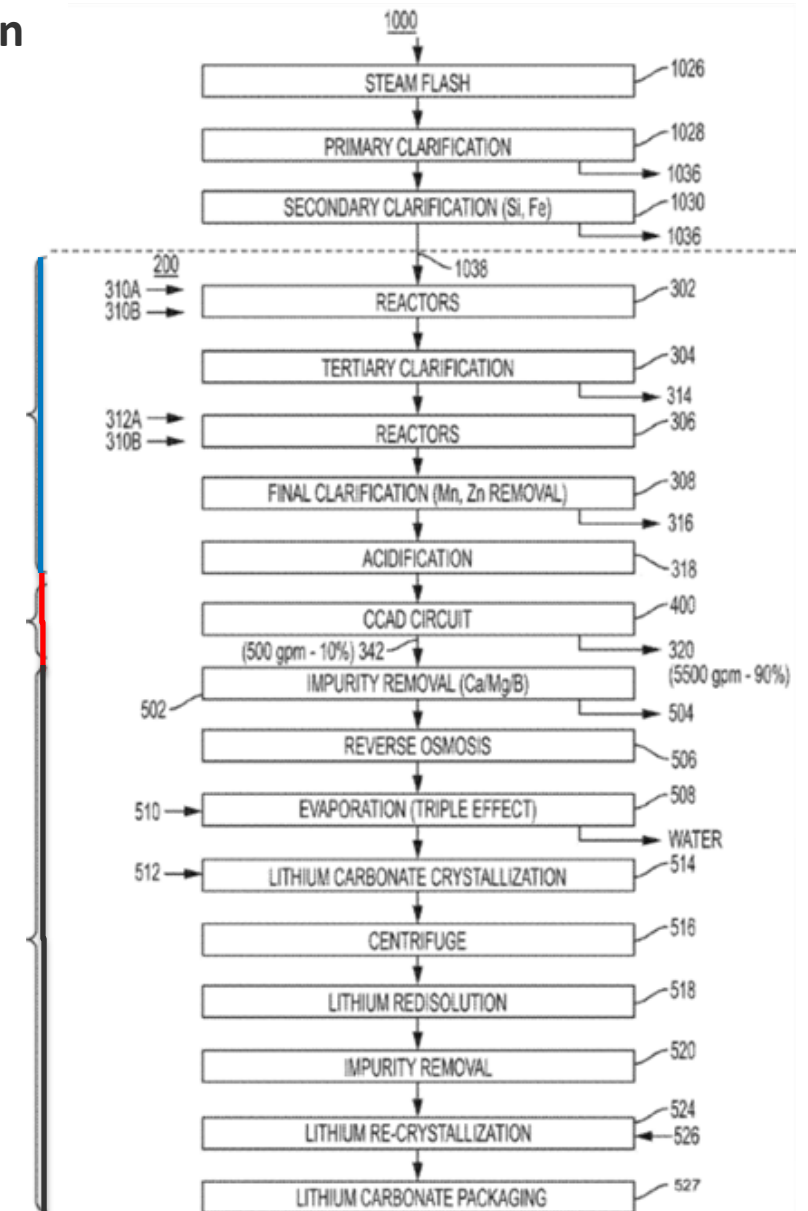 n
1000
STEAM FLASH 1026
PRIMARY CLARIFICATION 1028
1036
SECONDARY CLARIFICATION (Si, Fe) 1030
1036
200
1038
310A
310B
REACTORS 302
TERTIARY CLARIFICATION 304
314
312A
310B
REACTORS 306
FINAL CLARIFICATION (Mn, Zn REMOVAL) 308
316
ACIDIFICATION 318
CCAD CIRCUIT 400
320
(500 gpm - 10%) 342
(5500 gpm - 90%)
502 IMPURITY REMOVAL (Ca/Mg/B)
504
REVERSE OSMOSIS 506
510 EVAPORATION (TRIPLE EFFECT) 508
WATER
512 LITHIUM CARBONATE CRYSTALLIZATION 514
CENTRIFUGE 516
LITHIUM REDISOLUTION 518
IMPURITY REMOVAL 520
524
LITHIUM RE-CRYSTALLIZATION 526
LITHIUM CARBONATE PACKAGING 527